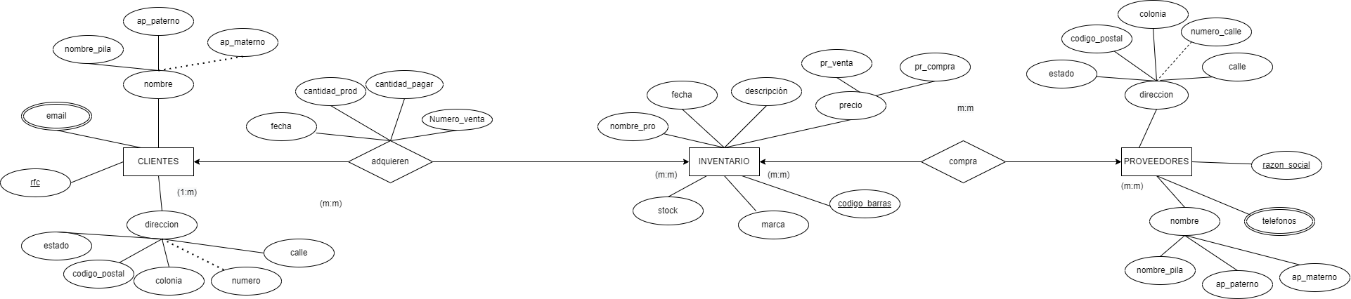 ap_paterno
nombre_pila
ap_materno
nombre
email
CLIENTES
rfc
(1:m)
direccion
estado
calle
codigo_postal
colonia
numero
cantidad_prod
cantidad_pagar
fecha
Numero_venta
adquieren
(m:m)
fecha
descripción
pr_venta
pr_compra
nombre_pro
precio
INVENTARIO
(m:m)
(m:m)
stock
marca
codigo_barras
m:m
compra
colonia
codigo_postal
numero_calle
estado
calle
direccion
PROVEEDORES
razon_social
(m:m)
nombre
telefonos
nombre_pila
ap_paterno
ap_materno